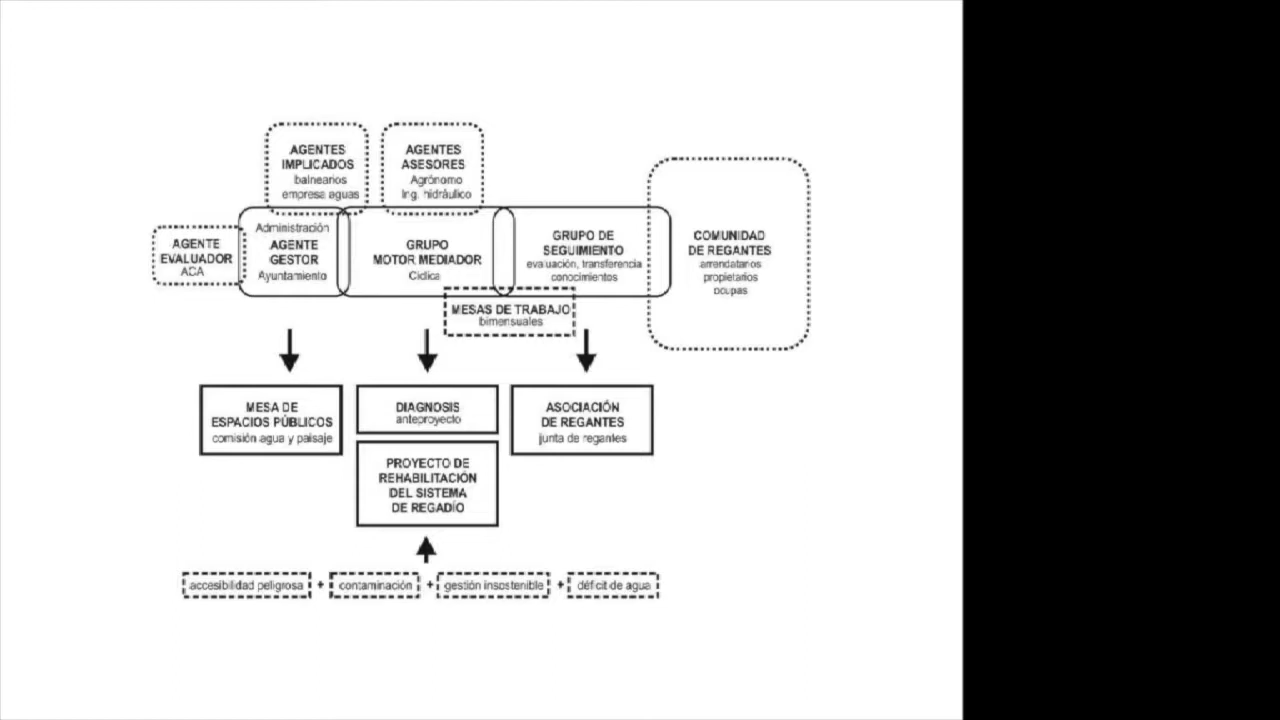 AGENTES
IMPLICADOS
balnearios
empresa aguas
AGENTES
ASESORES
Agrónomo
Ing. hidráulico
AGENTE
EVALUADOR
ACA
Administración
AGENTE
GESTOR
Ayuntamiento
GRUPO
MOTOR MEDIADOR
Cíclica
GRUPO DE
SEGUIMIENTO
evaluación, transferencia
conocimientos
COMUNIDAD
DE REGANTES
arrendatarios
propietarios
ocupas
MESAS DE TRABAJO
bimensuales
MESA DE
ESPACIOS PÚBLICOS
comisión agua y paisaje
DIAGNOSIS
anteproyecto
ASOCIACIÓN
DE REGANTES
junta de regantes
PROYECTO DE
REHABILITACIÓN
DEL SISTEMA
DE REGADÍO
accesibilidad peligrosa + contaminación + gestión insostenible + déficit de agua